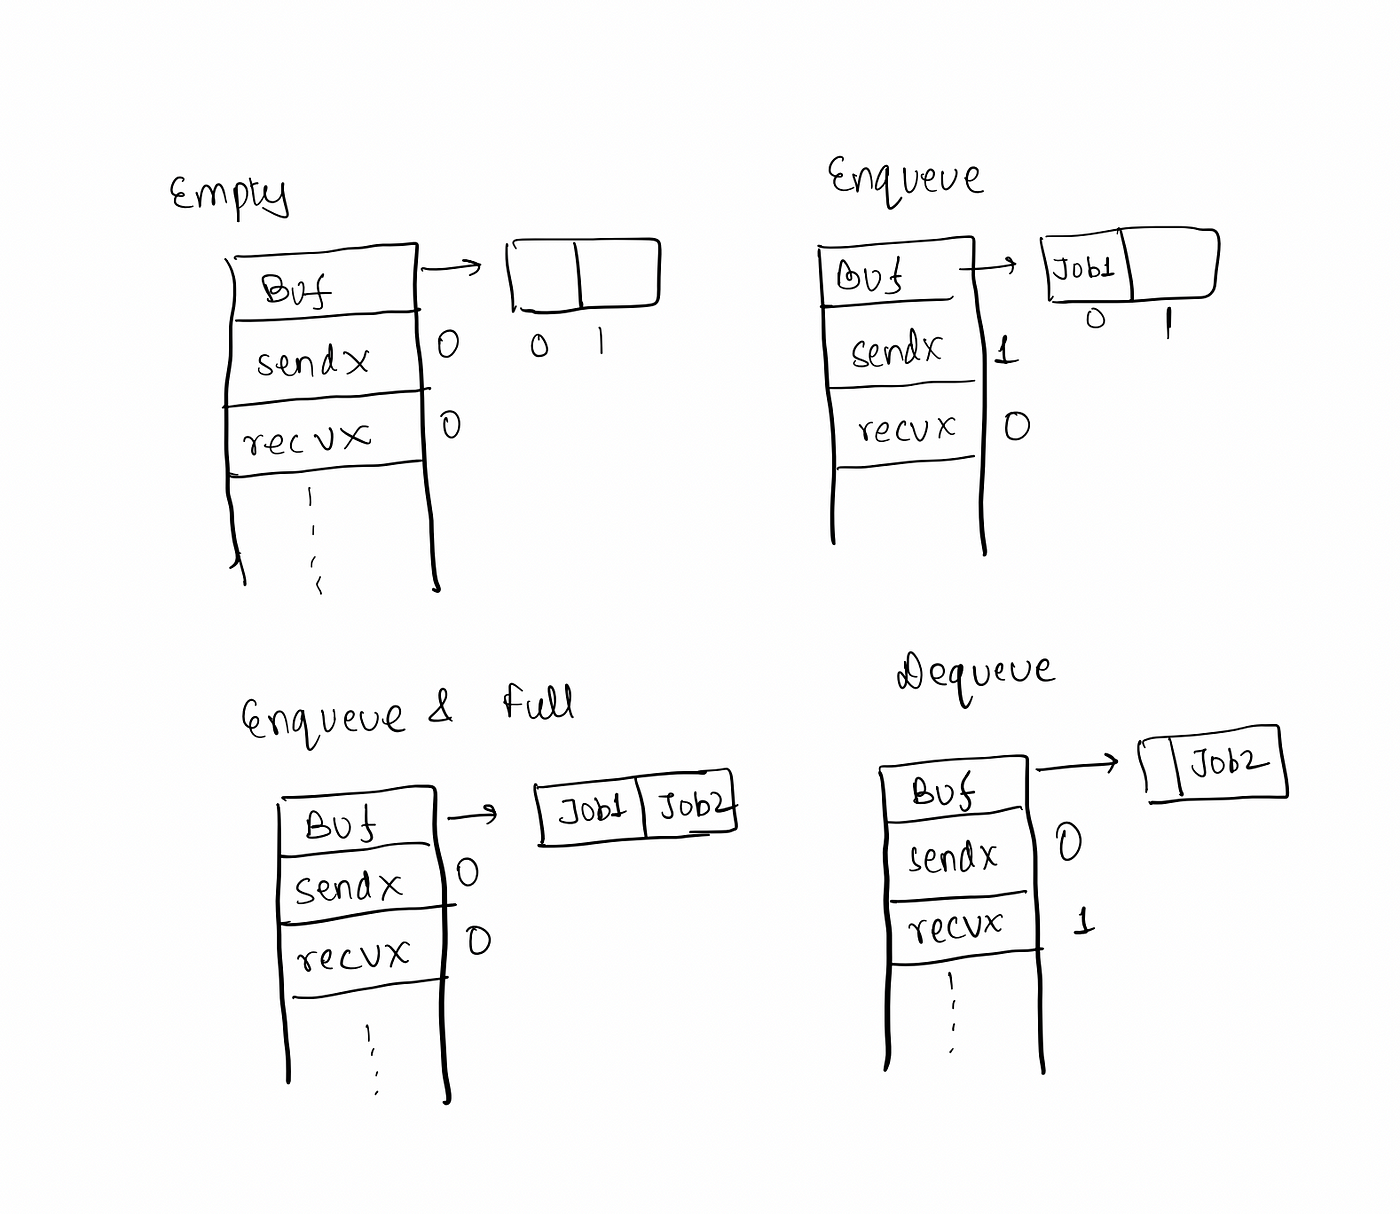 Empty
Buf
sendx 0
recvx 0
0 1
Enqueue
Buf
Job1
sendx 1
recvx 0
0 1
Enqueue & Full
Buf
Job1 Job2
sendx 0
recvx 0
Dequeue
Buf
Job2
sendx 0
recvx 1